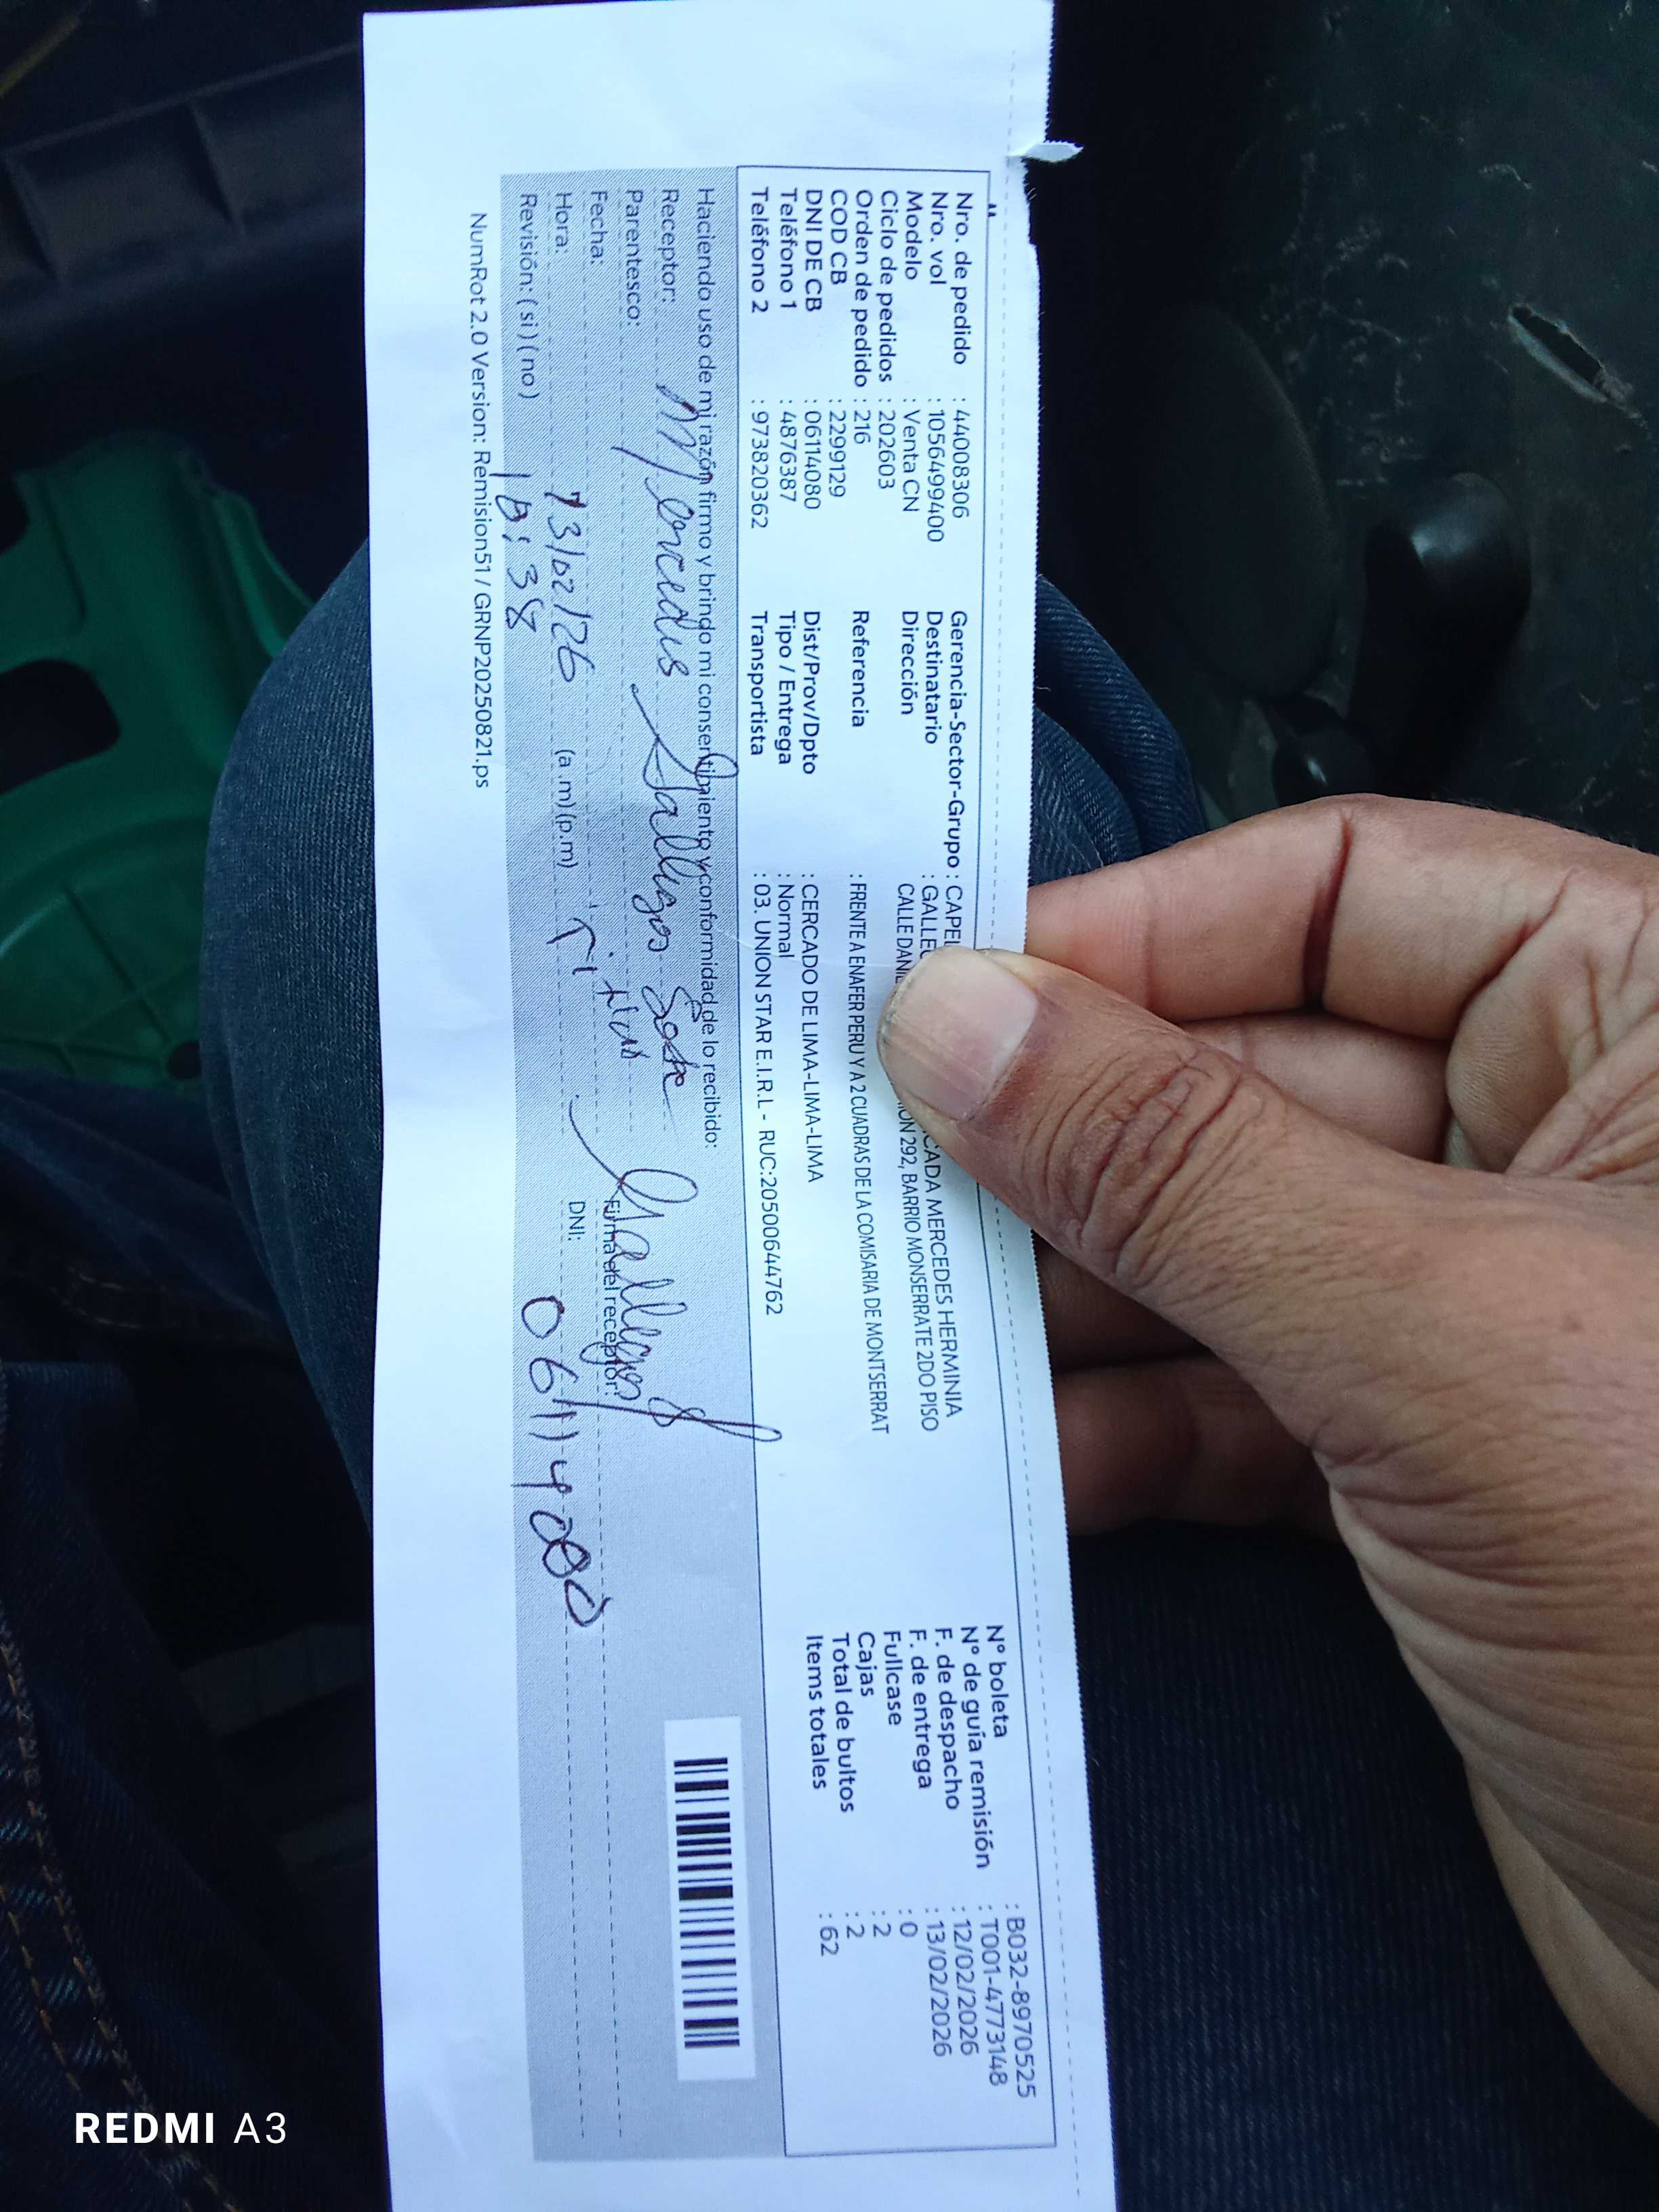 Nro. de pedido : 44008306
Nro. vol : 1056499400
Modelo : Venta CN
Ciclo de pedidos : 202603
Orden de pedido : 216
COD CB : 2299129
DNI DE CB : 06114080
Teléfono 1 : 4876387
Teléfono 2 : 973820362
Gerencia-Sector-Grupo : CAPEL
Destinatario : GALLE CADA MERCEDES HERMINIA
Dirección CALLE DANI ION 292, BARRIO MONSERRATE 2DO PISO
Referencia : FRENTE A ENAFER PERU Y A 2 CUADRAS DE LA COMISARIA DE MONTSERRAT
Dist/Prov/Dpto : CERCADO DE LIMA-LIMA-LIMA
Tipo / Entrega : Normal
Transportista : 03. UNION STAR E.I.R.L - RUC:20500644762
N° boleta : B032-8970525
N° de guía remisión : T001-4773148
F. de despacho : 12/02/2026
F. de entrega : 13/02/2026
Fullcase : 0
Cajas : 2
Total de bultos : 2
Items totales : 62
Haciendo uso de mi razón firmo y brindo mi consentimiento y conformidad de lo recibido:
Receptor: Mercedes Gallegos
Parentesco:
Fecha: 13/02/26
Hora: (a.m)(p.m)
Revisión: (si)(no)
Firma del receptor: Gallegos
DNI: 06114080
NumRot 2.0 Version: Remision51 / GRNP20250821.ps
REDMI A3